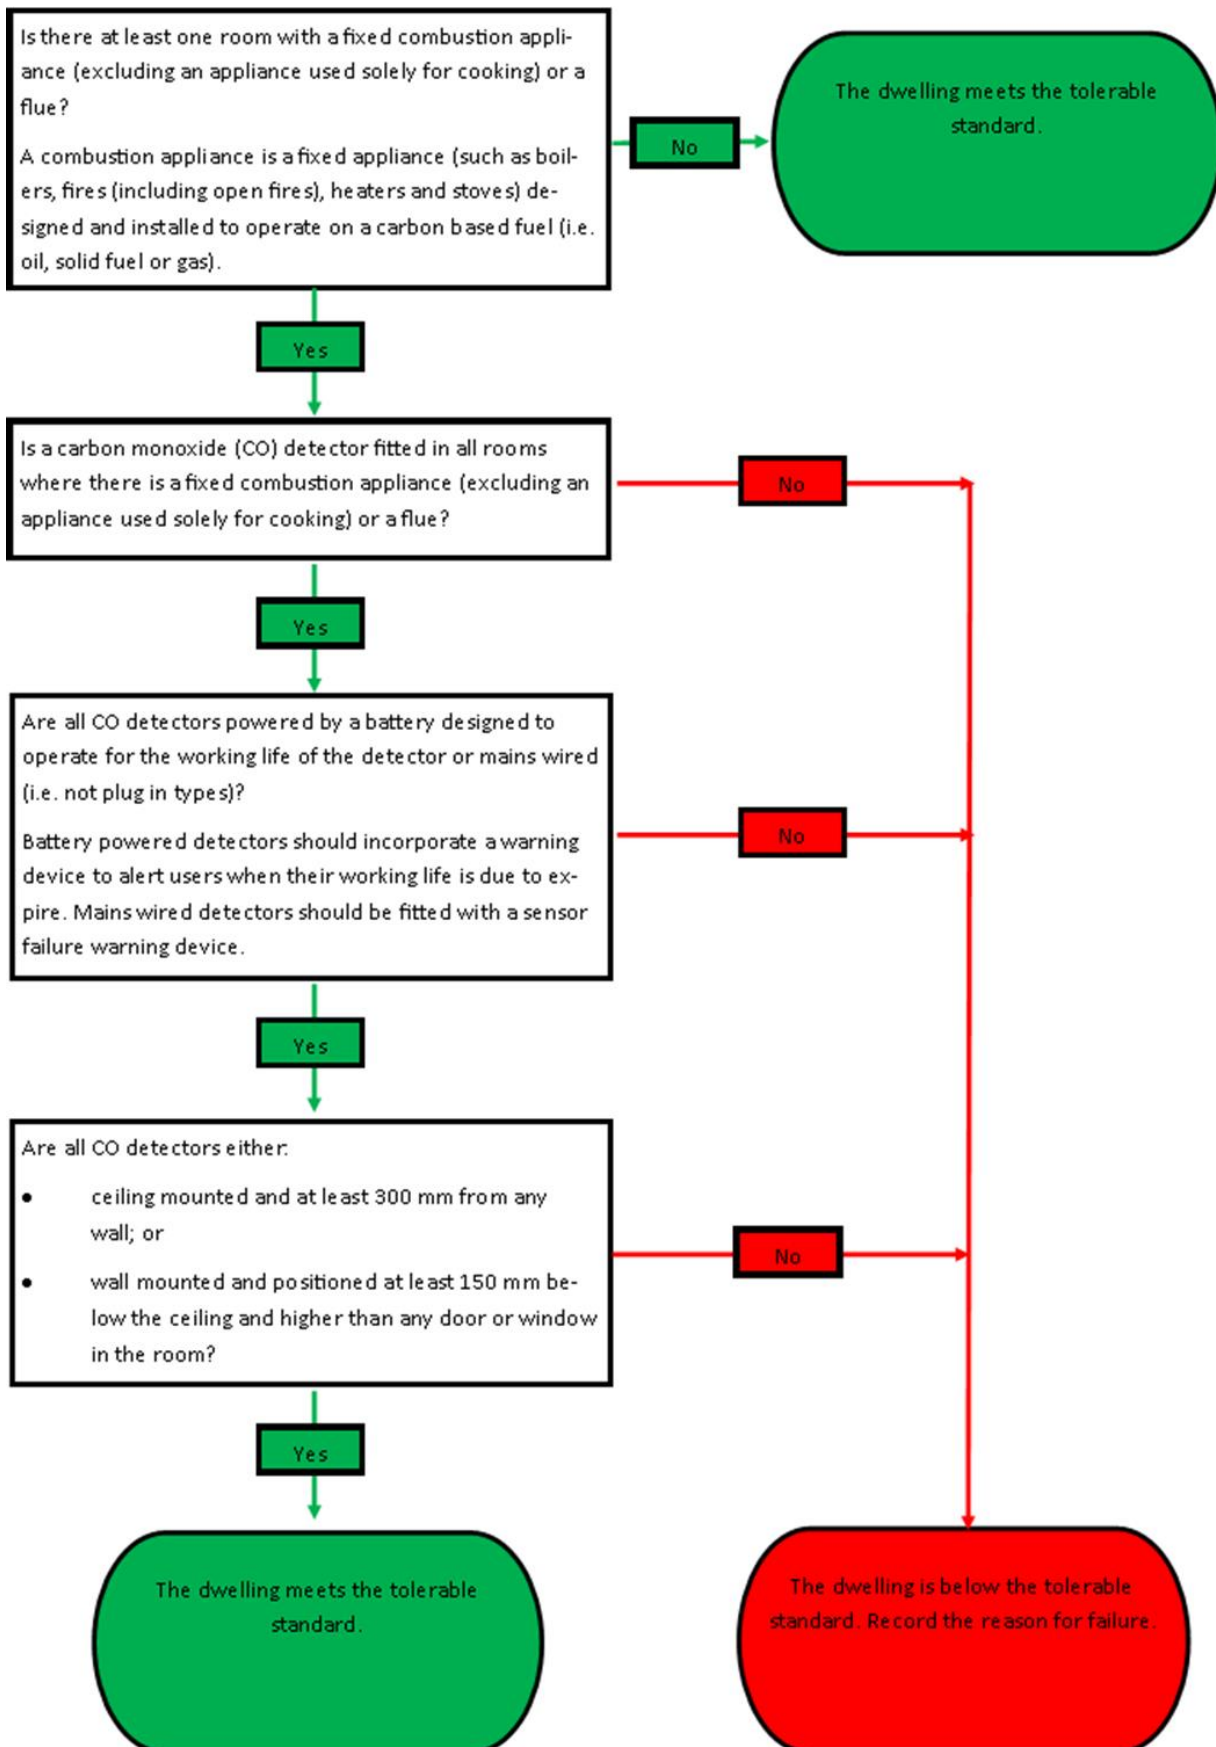 Is there at least one room with a fixed combustion appli-
ance (excluding an appliance used solely for cooking) or a
flue?
A combustion appliance is a fixed appliance (such as boil-
ers, fires (including open fires), heaters and stoves) de-
signed and installed to operate on a carbon based fuel (i.e.
oil, solid fuel or gas).
No
The dwelling meets the tolerable
standard.
Yes
Is a carbon monoxide (CO) detector fitted in all rooms
where there is a fixed combustion appliance (excluding an
appliance used solely for cooking) or a flue?
No
Yes
Are all CO detectors powered by a battery designed to
operate for the working life of the detector or mains wired
(i.e. not plug in types)?
Battery powered detectors should incorporate a warning
device to alert users when their working life is due to ex-
pire. Mains wired detectors should be fitted with a sensor
failure warning device.
No
Yes
Are all CO detectors either:
• ceiling mounted and at least 300 mm from any
wall; or
• wall mounted and positioned at least 150 mm be-
low the ceiling and higher than any door or window
in the room?
No
Yes
The dwelling meets the tolerable
standard.
The dwelling is below the tolerable
standard. Record the reason for failure.